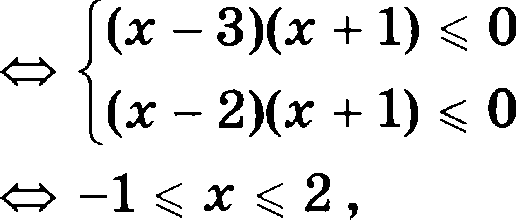 ⇔ { (x − 3)(x + 1) ⩽ 0
(x − 2)(x + 1) ⩽ 0
⇔ −1 ⩽ x ⩽ 2 ,